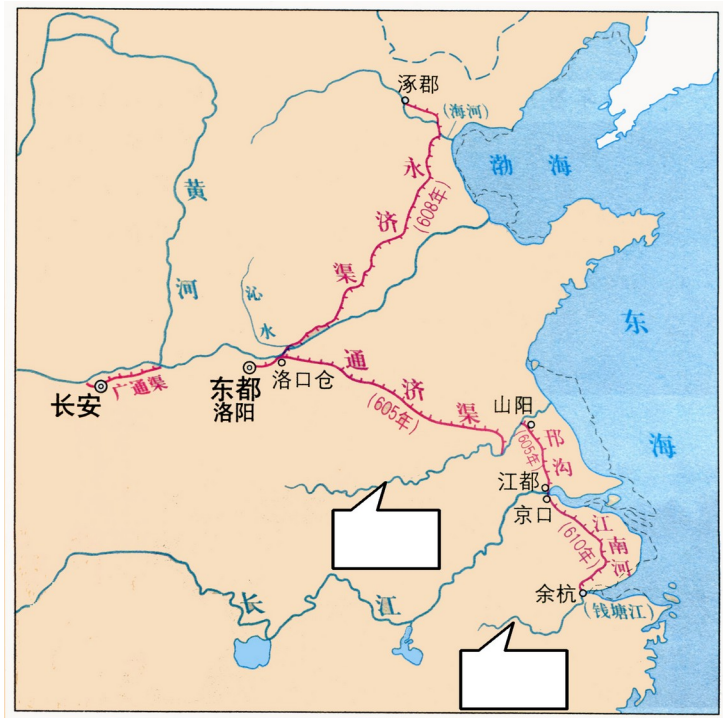 涿郡
(海河)
渤海
永济渠
(608年)
黄河
沁水
东海
广通渠
长安
东都
洛阳
洛口仓
通济渠
(605年)
山阳
邗沟
(605年)
江都
京口
江南河
(610年)
余杭
(钱塘江)
长江